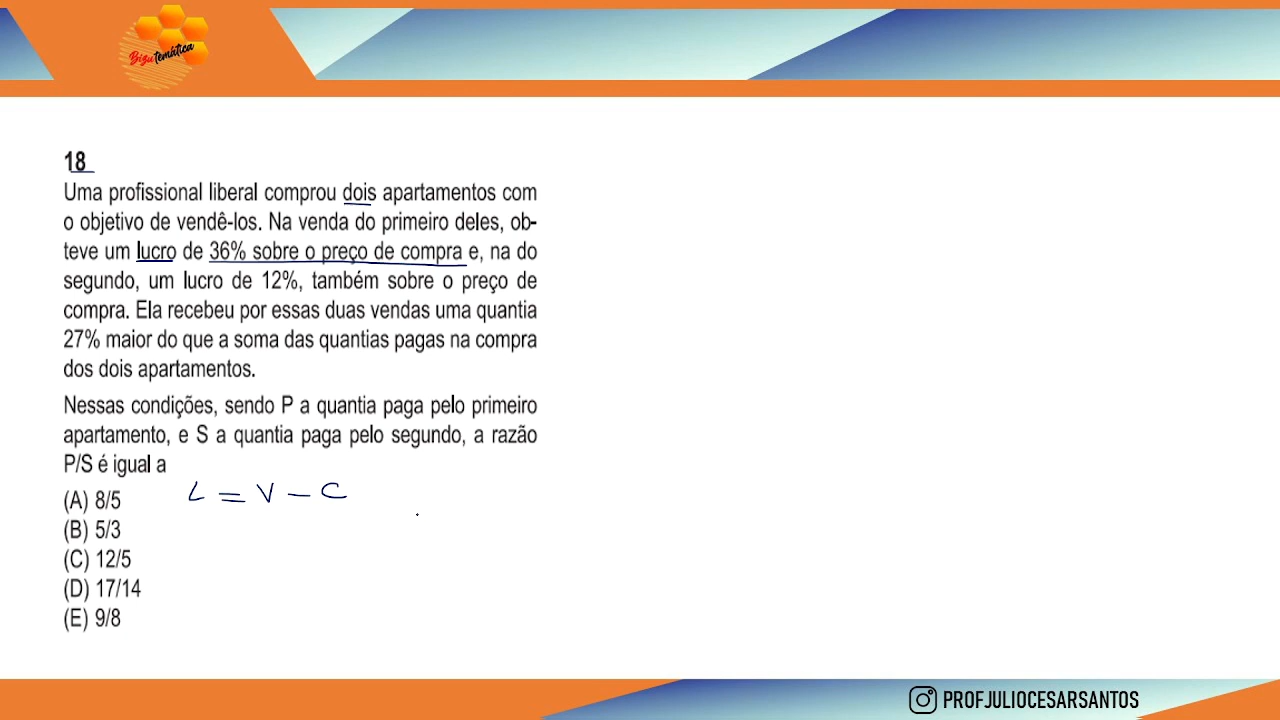 Bizutemática
18
Uma profissional liberal comprou dois apartamentos com
o objetivo de vendê-los. Na venda do primeiro deles, ob-
teve um lucro de 36% sobre o preço de compra e, na do
segundo, um lucro de 12%, também sobre o preço de
compra. Ela recebeu por essas duas vendas uma quantia
27% maior do que a soma das quantias pagas na compra
dos dois apartamentos.
Nessas condições, sendo P a quantia paga pelo primeiro
apartamento, e S a quantia paga pelo segundo, a razão
P/S é igual a
(A) 8/5
L = V - C
(B) 5/3
(C) 12/5
(D) 17/14
(E) 9/8
PROFJULIOCESARSANTOS